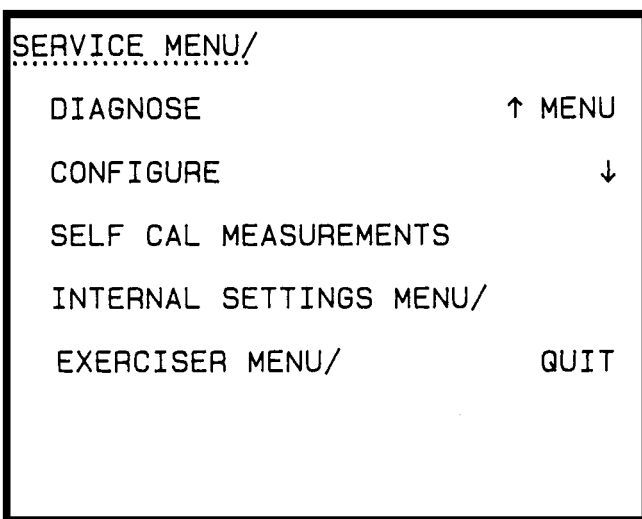 SERVICE MENU/
DIAGNOSE ↑ MENU
CONFIGURE ↓
SELF CAL MEASUREMENTS
INTERNAL SETTINGS MENU/
EXERCISER MENU/ QUIT